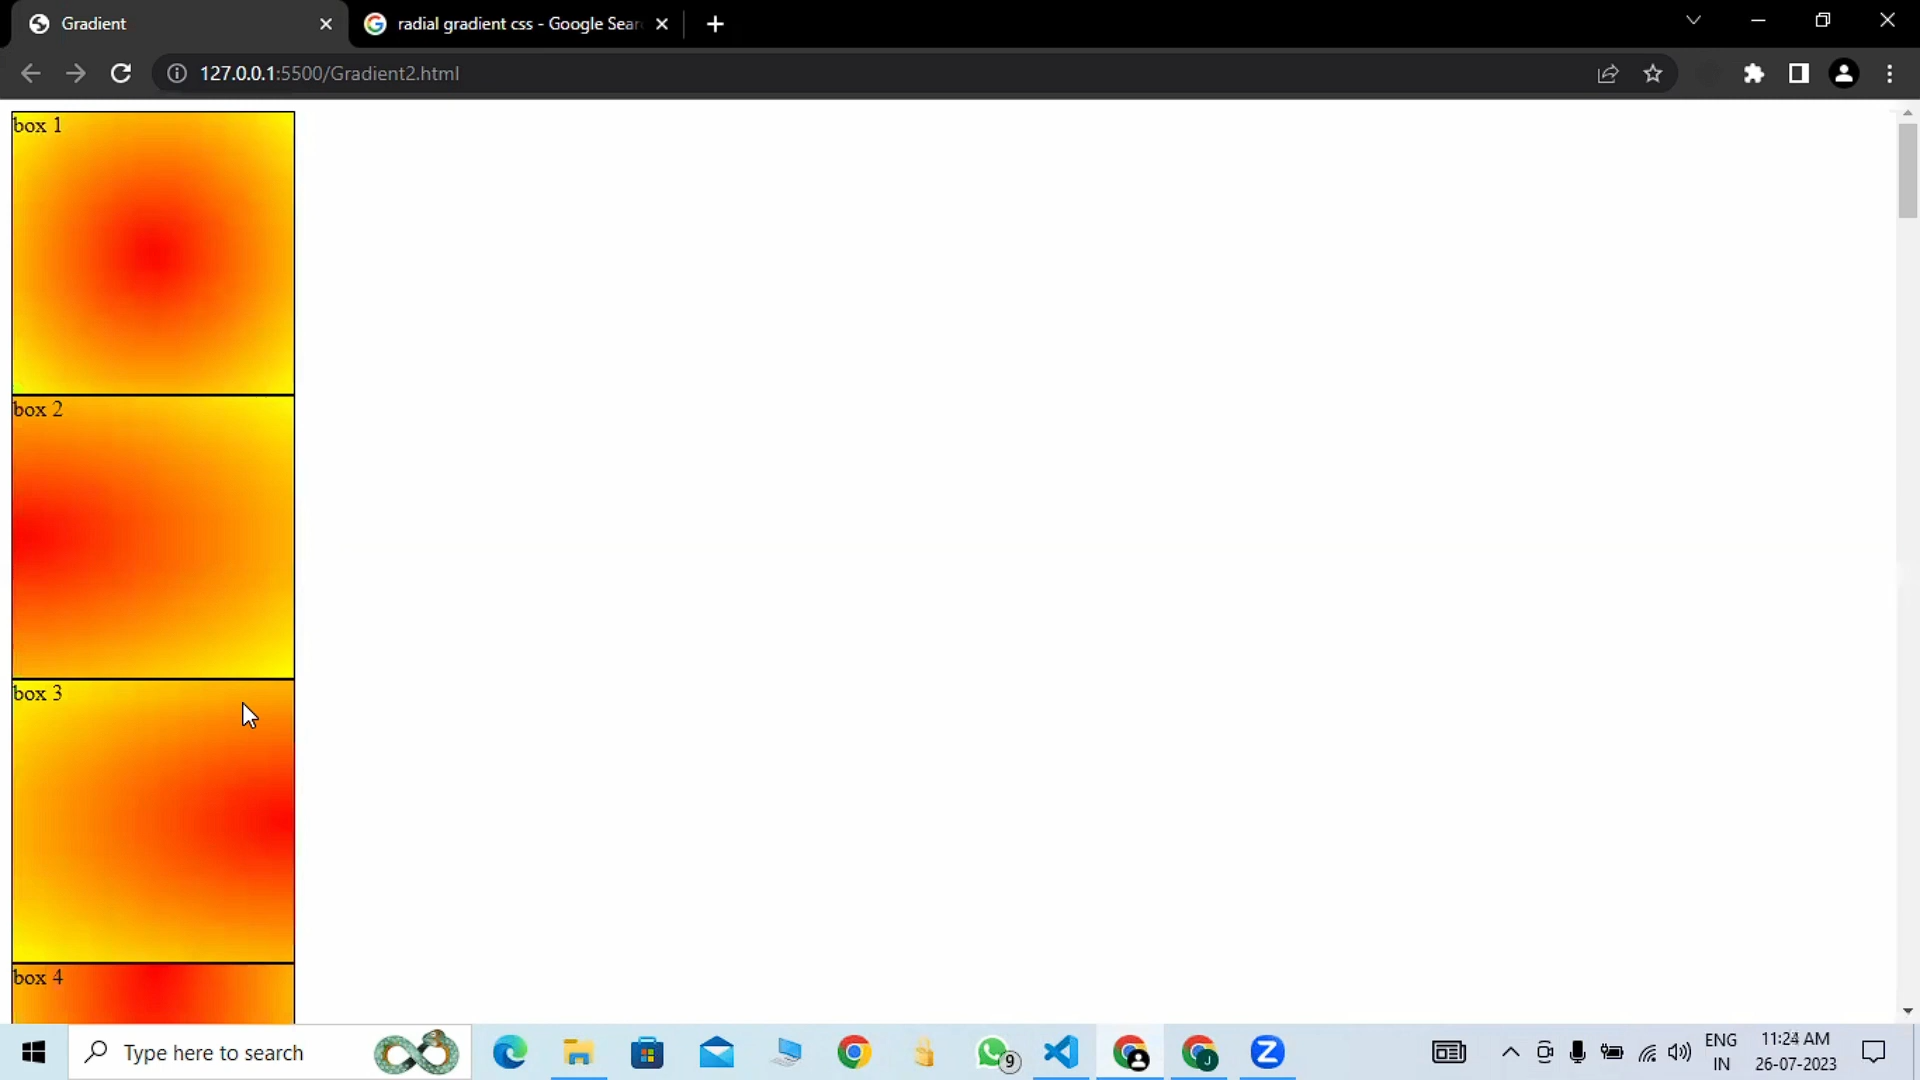 Gradient
radial gradient css - Google Sear
127.0.0.1:5500/Gradient2.html
box 1
box 2
box 3
box 4
Type here to search
9
J
Z
ENG
IN
11:24 AM
26-07-2023